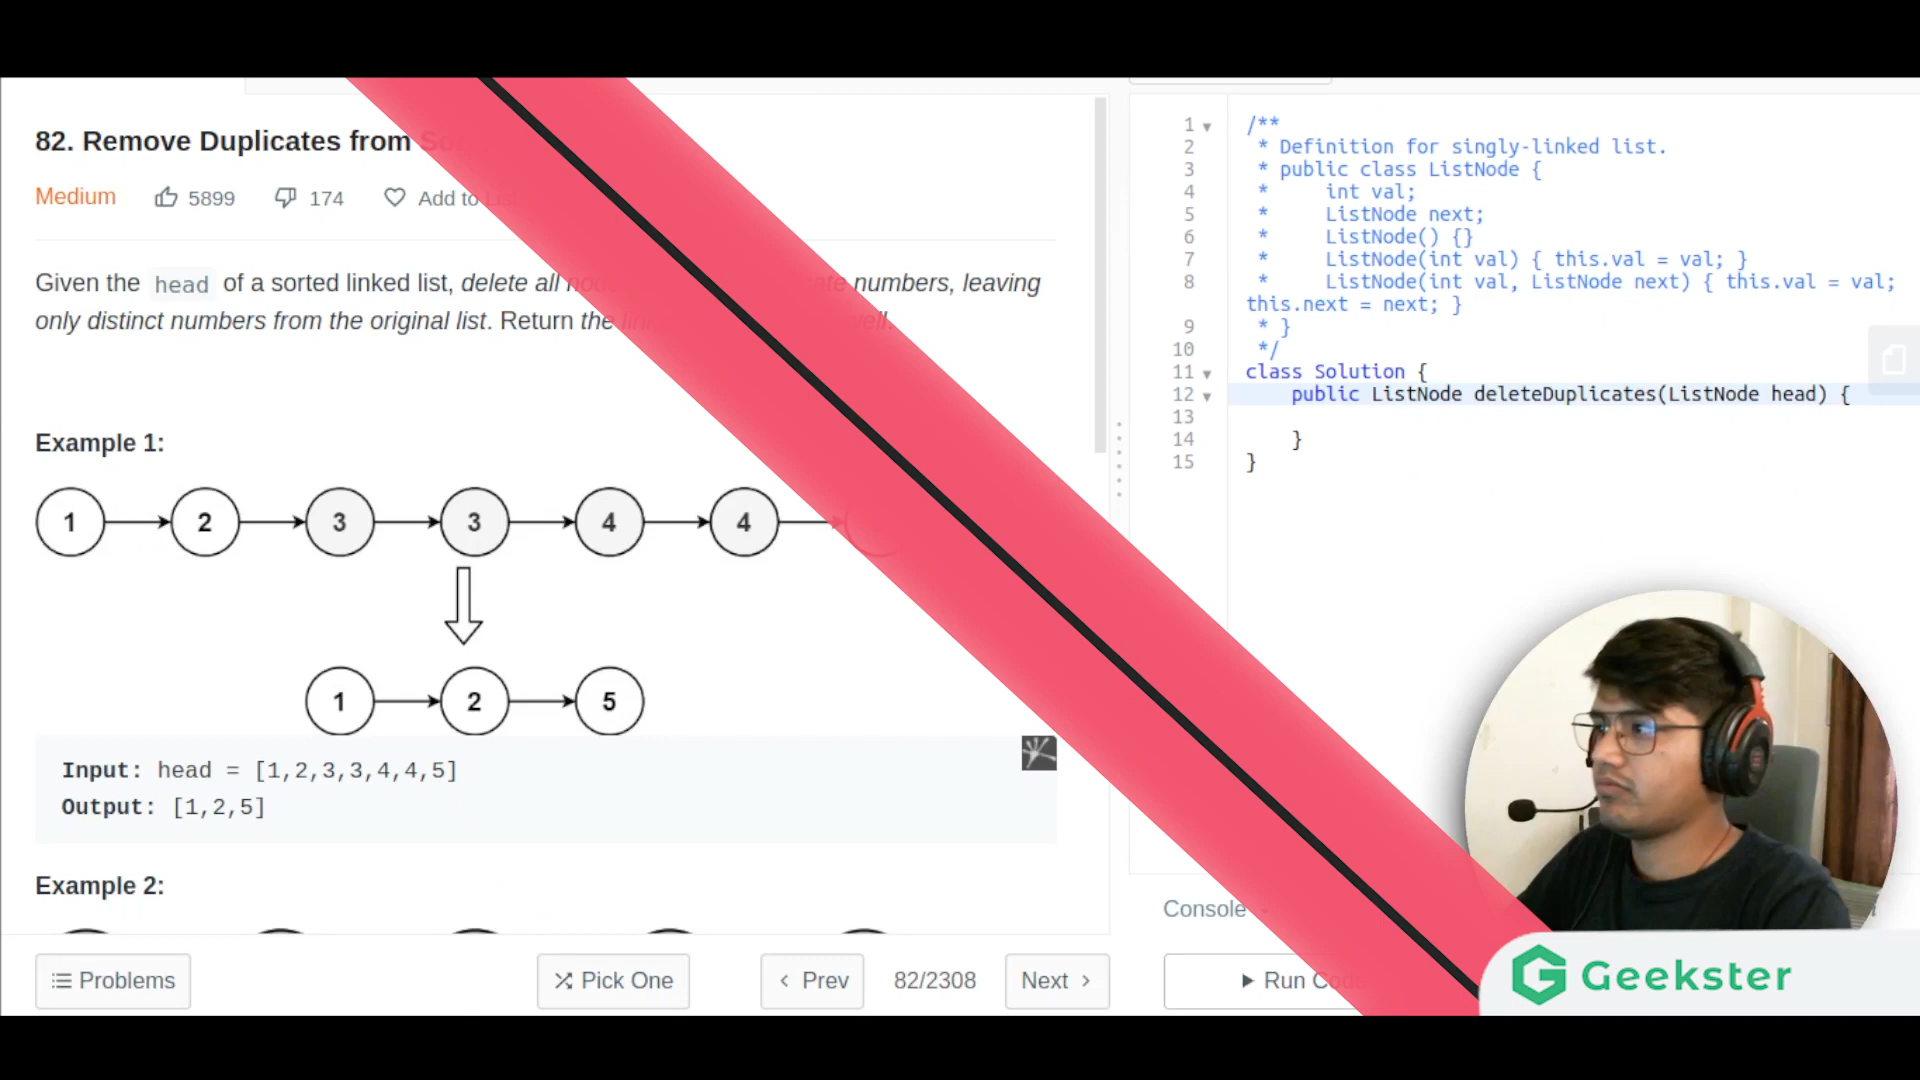 82. Remove Duplicates from So
Medium 5899 174 Add to List
Given the head of a sorted linked list, delete all numbers, leaving
only distinct numbers from the original list. Return the well.
Example 1:
1 2 3 3 4 4
1 2 5
Input: head = [1,2,3,3,4,4,5]
Output: [1,2,5]
Example 2:
Problems
Pick One
Prev
82/2308
Next
1 /**
2 * Definition for singly-linked list.
3 * public class ListNode {
4 * int val;
5 * ListNode next;
6 * ListNode() {}
7 * ListNode(int val) { this.val = val; }
8 * ListNode(int val, ListNode next) { this.val = val;
this.next = next; }
9 * }
10 */
11 class Solution {
12 public ListNode deleteDuplicates(ListNode head) {
13
14 }
15 }
Console
Run Code
Geekster